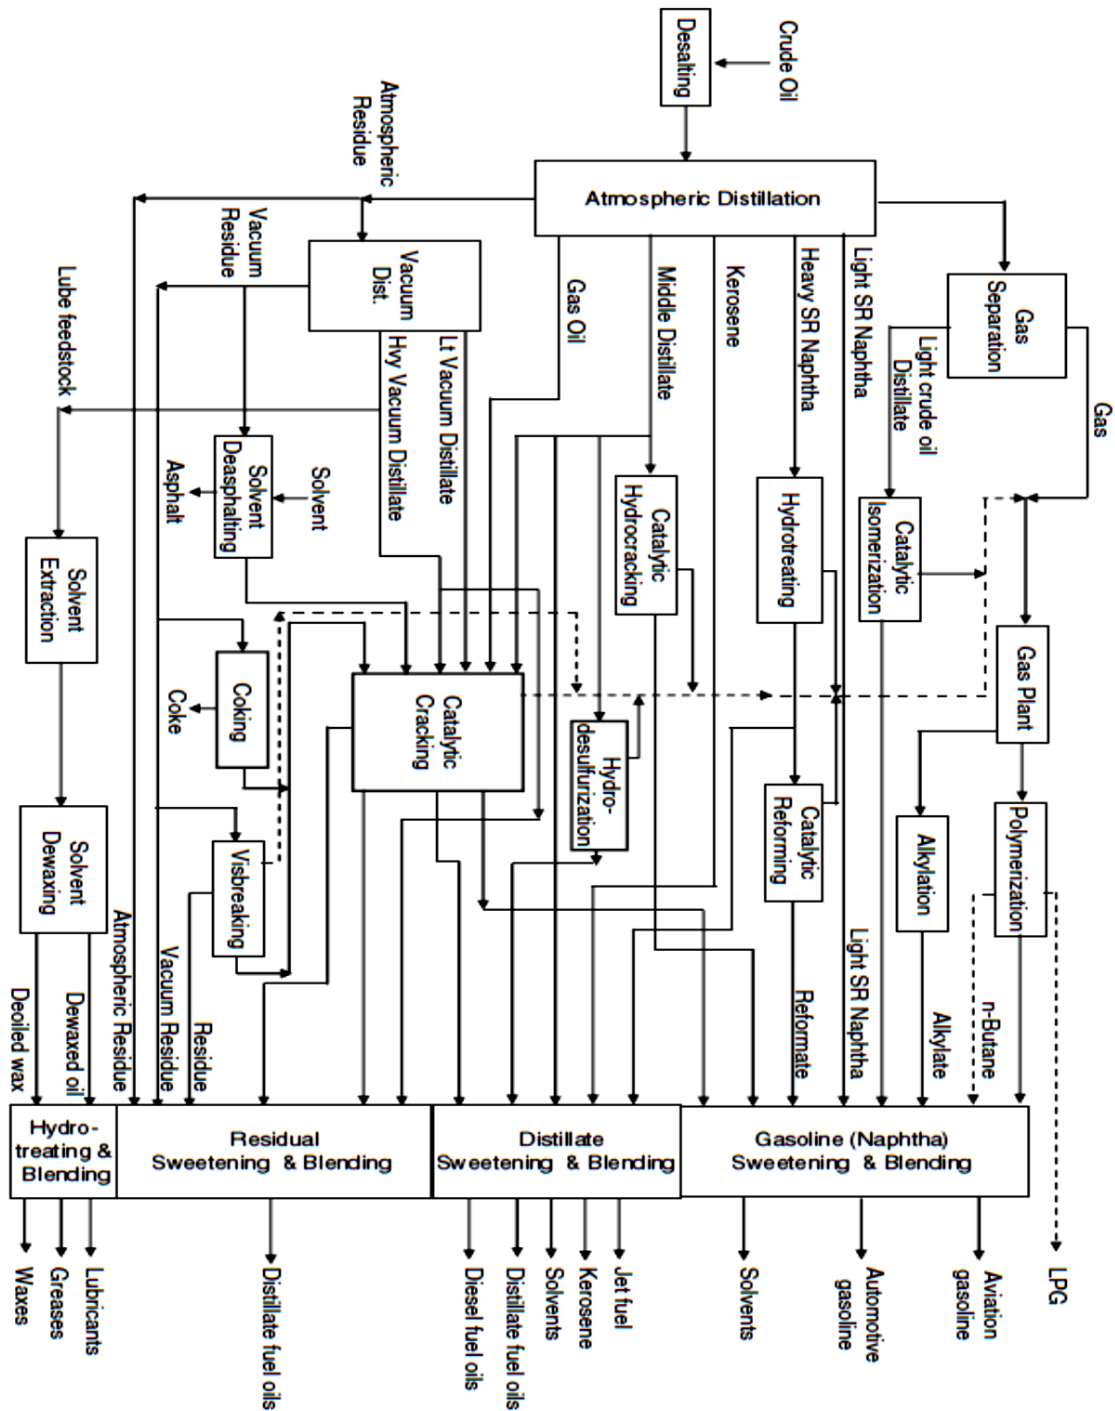 Crude Oil
Desalting
Atmospheric
Residue
Atmospheric Distillation
Vacuum
Residue
Vacuum
Dist.
Lube feedstock
Gas Oil
Middle Distillate
Kerosene
Heavy SR Naphtha
Light SR Naphtha
Gas
Separation
Gas
Light crude oil
Distillate
Lt Vacuum Distillate
Hvy Vacuum Distillate
Solvent
Solvent
Deasphalting
Asphalt
Catalytic
Hydrocracking
Hydrotreating
Catalytic
Isomerization
Solvent
Extraction
Coking
Coke
Catalytic
Cracking
Hydro-
desulfurization
Catalytic
Reforming
Gas Plant
Alkylation
Polymerization
Solvent
Dewaxing
Visbreaking
Deoiled wax
Dewaxed oil
Atmospheric Residue
Vacuum Residue
Residue
Reformate
Light SR Naphtha
Alkylate
n-Butane
Hydro-
treating &
Blending
Residual
Sweetening & Blending
Distillate
Sweetening & Blending
Gasoline (Naphtha)
Sweetening & Blending
Waxes
Greases
Lubricants
Distillate fuel oils
Diesel fuel oils
Distillate fuel oils
Solvents
Kerosene
Jet fuel
Solvents
Automotive
gasoline
Aviation
gasoline
LPG